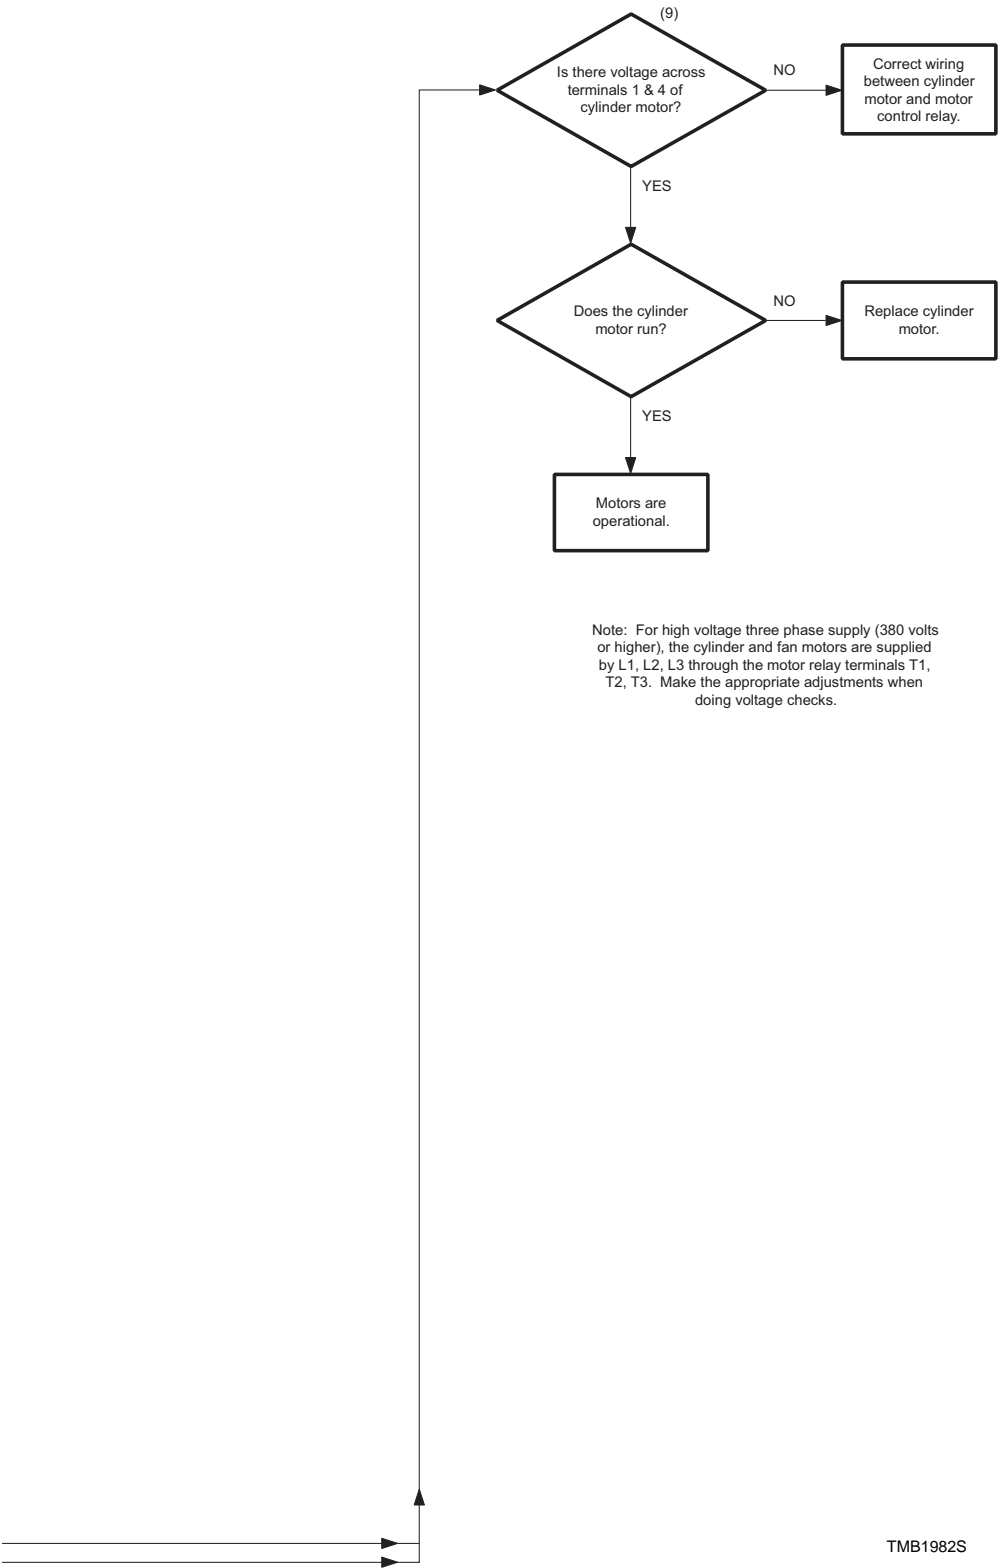 (9)
Is there voltage across
terminals 1 & 4 of
cylinder motor?
NO
Correct wiring
between cylinder
motor and motor
control relay.
YES
Does the cylinder
motor run?
NO
Replace cylinder
motor.
YES
Motors are
operational.
Note:  For high voltage three phase supply (380 volts
or higher), the cylinder and fan motors are supplied
by L1, L2, L3 through the motor relay terminals T1,
T2, T3.  Make the appropriate adjustments when
doing voltage checks.
TMB1982S